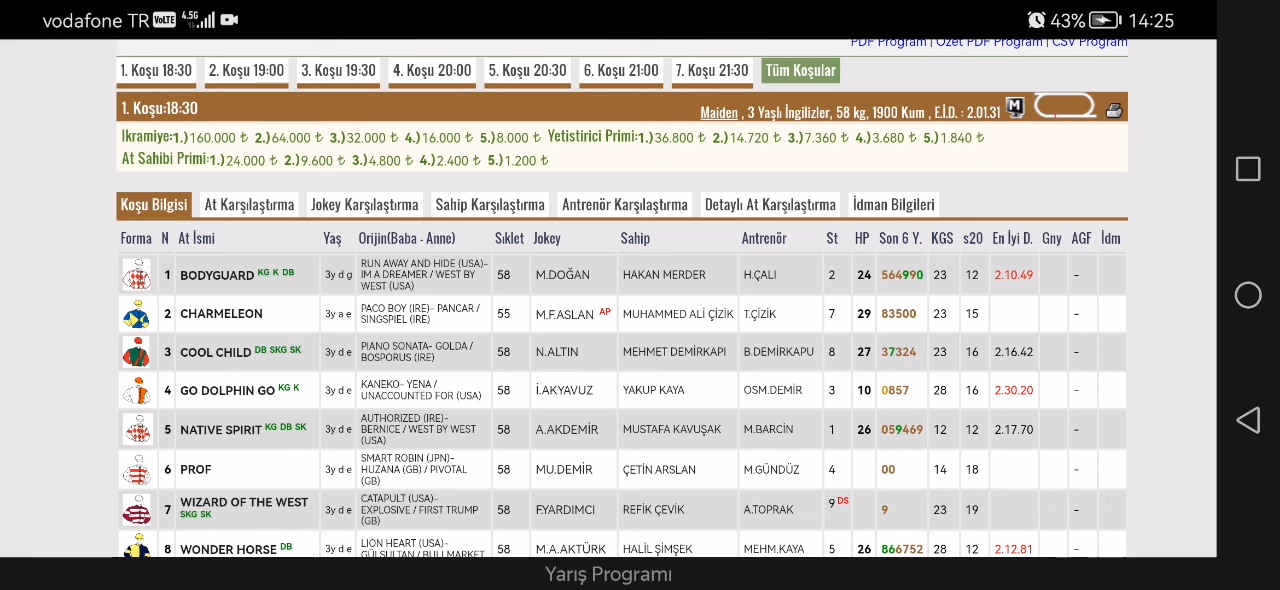 vodafone TR VoLTE 4.5G 43% 14:25
PDF Program | Özet PDF Program | CSV Program
1. Koşu 18:30 2. Koşu 19:00 3. Koşu 19:30 4. Koşu 20:00 5. Koşu 20:30 6. Koşu 21:00 7. Koşu 21:30 Tüm Koşular
1. Koşu:18:30 Maiden , 3 Yaşlı İngilizler, 58 kg, 1900 Kum , E.İ.D. : 2.01.31 M
Ikramiye:1.)160.000 ₺ 2.)64.000 ₺ 3.)32.000 ₺ 4.)16.000 ₺ 5.)8.000 ₺ Yetistirici Primi:1.)36.800 ₺ 2.)14.720 ₺ 3.)7.360 ₺ 4.)3.680 ₺ 5.)1.840 ₺
At Sahibi Primi:1.)24.000 ₺ 2.)9.600 ₺ 3.)4.800 ₺ 4.)2.400 ₺ 5.)1.200 ₺
Koşu Bilgisi At Karşılaştırma Jokey Karşılaştırma Sahip Karşılaştırma Antrenör Karşılaştırma Detaylı At Karşılaştırma İdman Bilgileri
Forma N At İsmi Yaş Orijin(Baba - Anne) Sıklet Jokey Sahip Antrenör St HP Son 6 Y. KGS s20 En İyi D. Gny AGF İdm
RUN AWAY AND HIDE (USA)-
1 BODYGUARD KG K DB 3y d g IM A DREAMER / WEST BY 58 M.DOĞAN HAKAN MERDER H.ÇALI 2 24 564990 23 12 2.10.49 -
WEST (USA)
2 CHARMELEON 3y a e PACO BOY (IRE)- PANCAR / 55 M.F.ASLAN AP MUHAMMED ALİ ÇİZİK T.ÇİZİK 7 29 83500 23 15 -
SINGSPIEL (IRE)
3 COOL CHILD DB SKG SK 3y d e PIANO SONATA- GOLDA / 58 N.ALTIN MEHMET DEMİRKAPI B.DEMİRKAPU 8 27 37324 23 16 2.16.42 -
BOSPORUS (IRE)
4 GO DOLPHIN GO KG K 3y d e KANEKO- YENA / 58 İ.AKYAVUZ YAKUP KAYA OSM.DEMİR 3 10 0857 28 16 2.30.20 -
UNACCOUNTED FOR (USA)
AUTHORIZED (IRE)-
5 NATIVE SPIRIT KG DB SK 3y d e BERNICE / WEST BY WEST 58 A.AKDEMİR MUSTAFA KAVUŞAK M.BARCİN 1 26 059469 12 12 2.17.70 -
(USA)
SMART ROBIN (JPN)-
6 PROF 3y d e HUZANA (GB) / PIVOTAL 58 MU.DEMİR ÇETİN ARSLAN M.GÜNDÜZ 4 00 14 18 -
(GB)
CATAPULT (USA)-
7 WIZARD OF THE WEST SKG SK 3y d e EXPLOSIVE / FIRST TRUMP 58 F.YARDIMCI REFİK ÇEVİK A.TOPRAK 9 DS 9 23 19 -
(GB)
LION HEART (USA)-
8 WONDER HORSE DB 3y d e GÜLSULTAN / BULLMARKET 58 M.A.AKTÜRK HALİL ŞİMŞEK MEHM.KAYA 5 26 866752 28 12 2.12.81 -
Yarış Programı